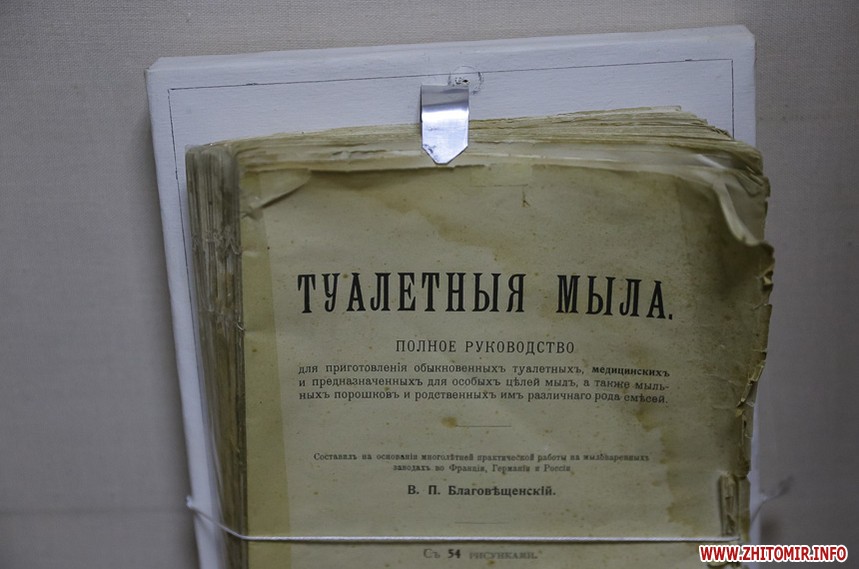 ТУАЛЕТНЫЯ МЫЛА.
ПОЛНОЕ РУКОВОДСТВО
для приготовленія обыкновенныхъ туалетныхъ, медицинскихъ
и предназначенныхъ для особыхъ цѣлей мылъ, а также мыль-
ныхъ порошковъ и родственныхъ имъ различнаго рода смѣсей.
Составилъ на основаніи многолѣтней практической работы на мыловаренныхъ
заводахъ во Франціи, Германіи и Россіи
В. П. Благовѣщенскій.
Съ 54 рисунками.
WWW.ZHITOMIR.INFO